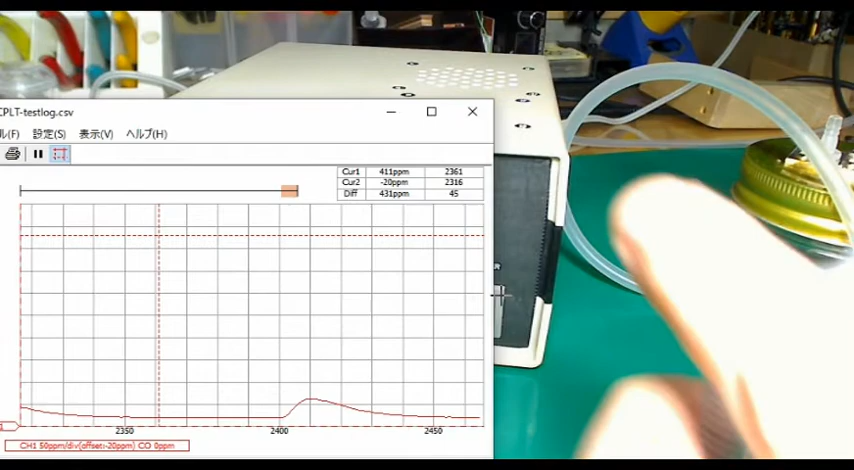 CPLT-testlog.csv
ル(F) 設定(S) 表示(V) ヘルプ(H)
Cur1 411ppm 2361
Cur2 -20ppm 2316
Diff 431ppm 45
2350 2400 2450
CH1 50ppm/div(offset:-20ppm) CO 0ppm